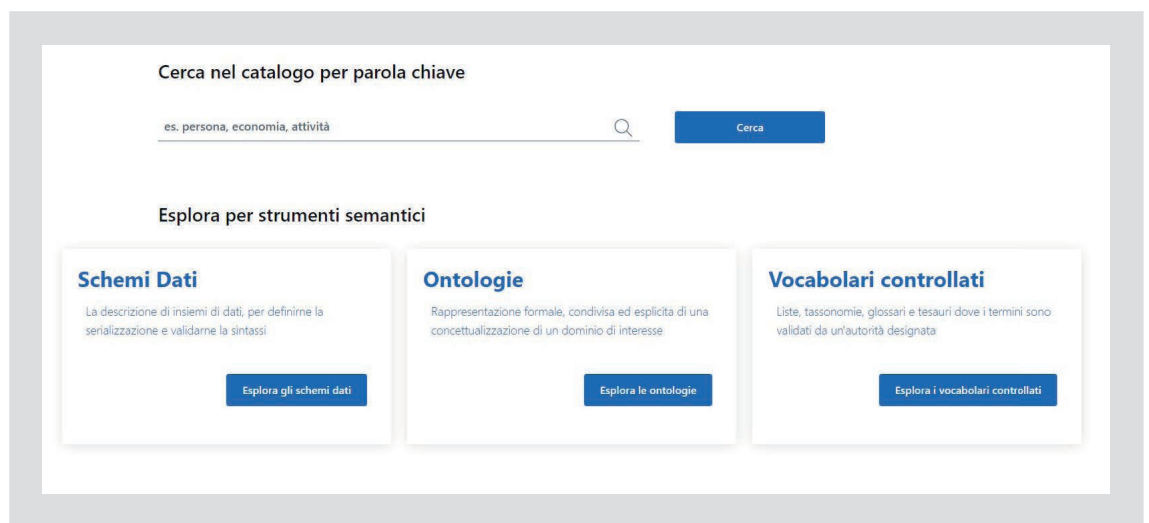 Cerca nel catalogo per parola chiave
es. persona, economia, attività
Cerca
Esplora per strumenti semantici
Schemi Dati
La descrizione di insiemi di dati, per definirne la
serializzazione e validarne la sintassi
Esplora gli schemi dati
Ontologie
Rappresentazione formale, condivisa ed esplicita di una
concettualizzazione di un dominio di interesse
Esplora le ontologie
Vocabolari controllati
Liste, tassonomie, glossari e tesauri dove i termini sono
validati da un'autorità designata
Esplora i vocabolari controllati